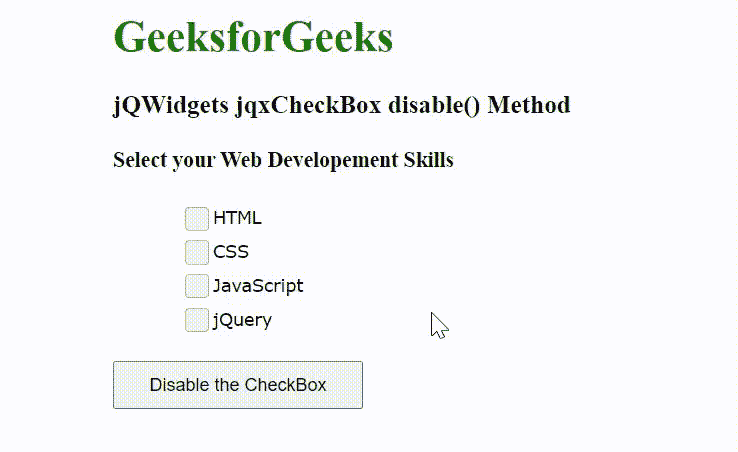 GeeksforGeeks
jQWidgets jqxCheckBox disable() Method
Select your Web Developement Skills
HTML
CSS
JavaScript
jQuery
Disable the CheckBox